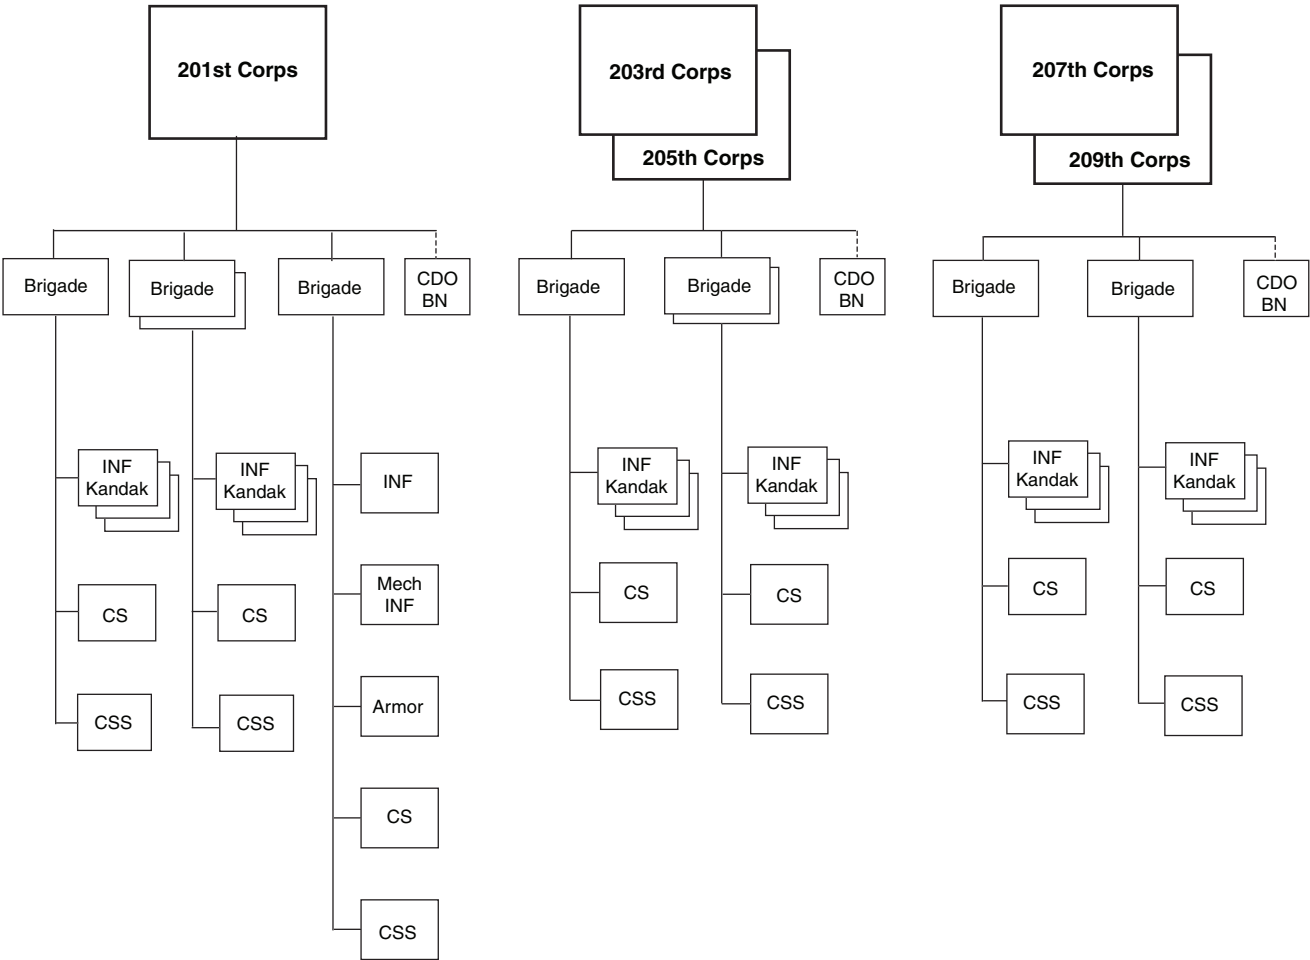 201st Corps
203rd Corps
205th Corps
207th Corps
209th Corps
Brigade
Brigade
Brigade
CDO
BN
Brigade
Brigade
CDO
BN
Brigade
Brigade
CDO
BN
INF
Kandak
INF
Kandak
INF
INF
Kandak
INF
Kandak
INF
Kandak
INF
Kandak
CS
CS
Mech
INF
CS
CS
CS
CS
CSS
CSS
Armor
CSS
CSS
CSS
CSS
CS
CSS